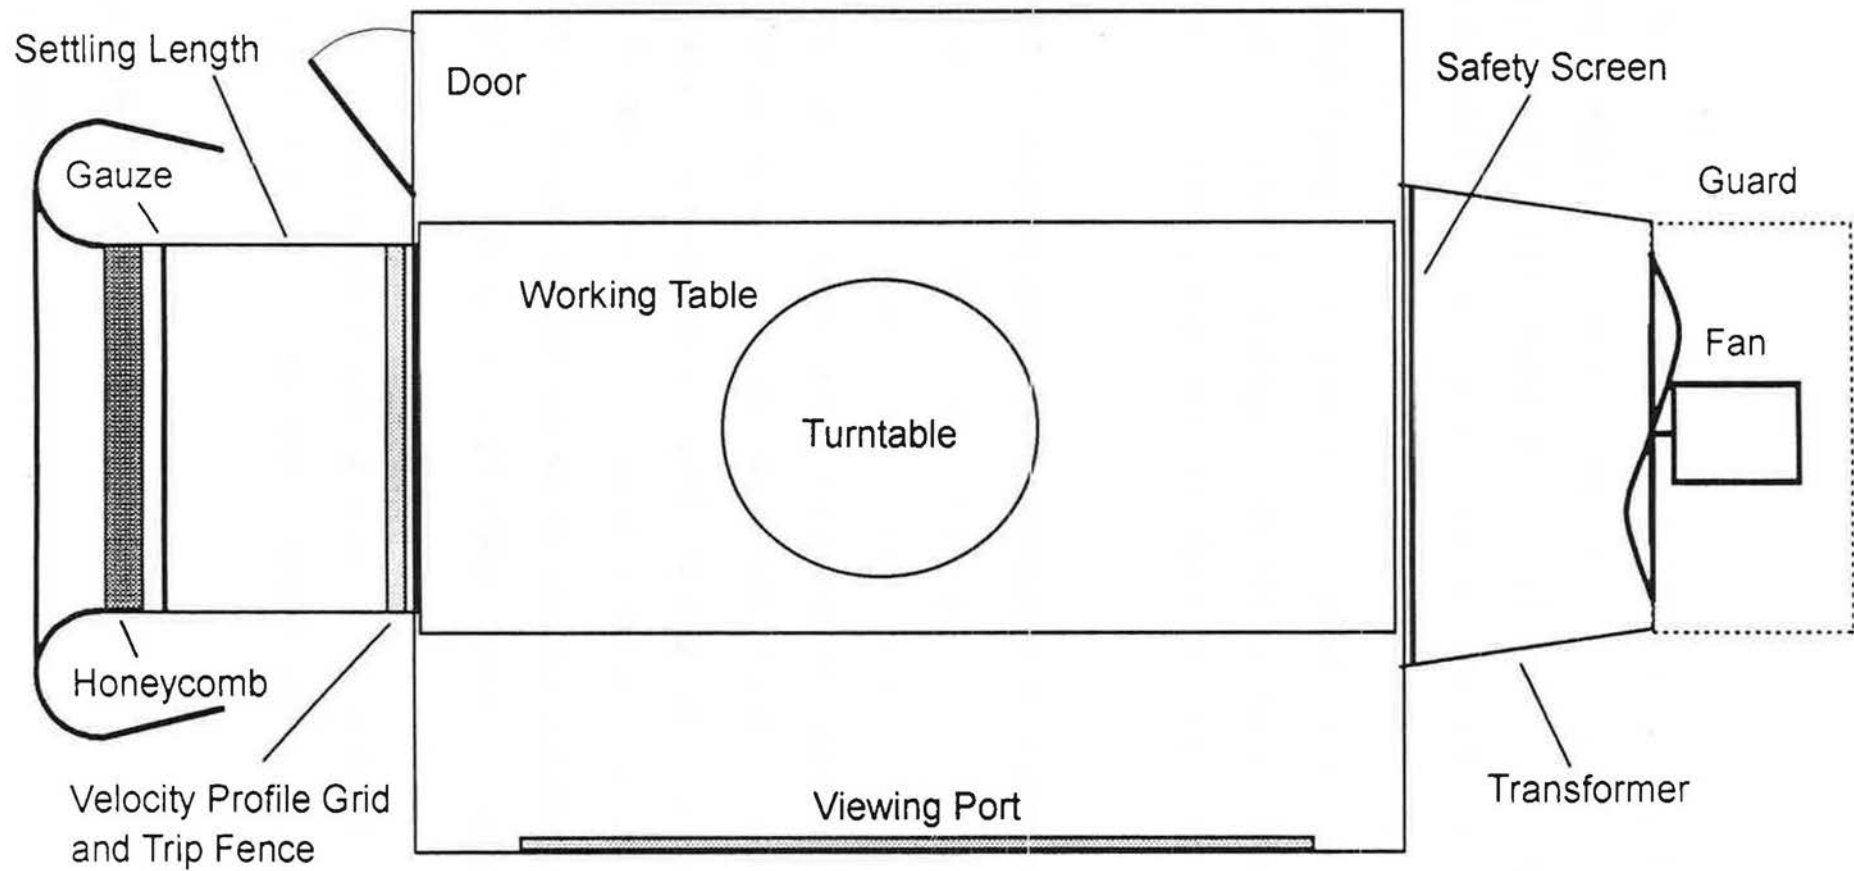 Settling Length
Door
Safety Screen
Gauze
Guard
Working Table
Fan
Turntable
Honeycomb
Velocity Profile Grid
and Trip Fence
Viewing Port
Transformer